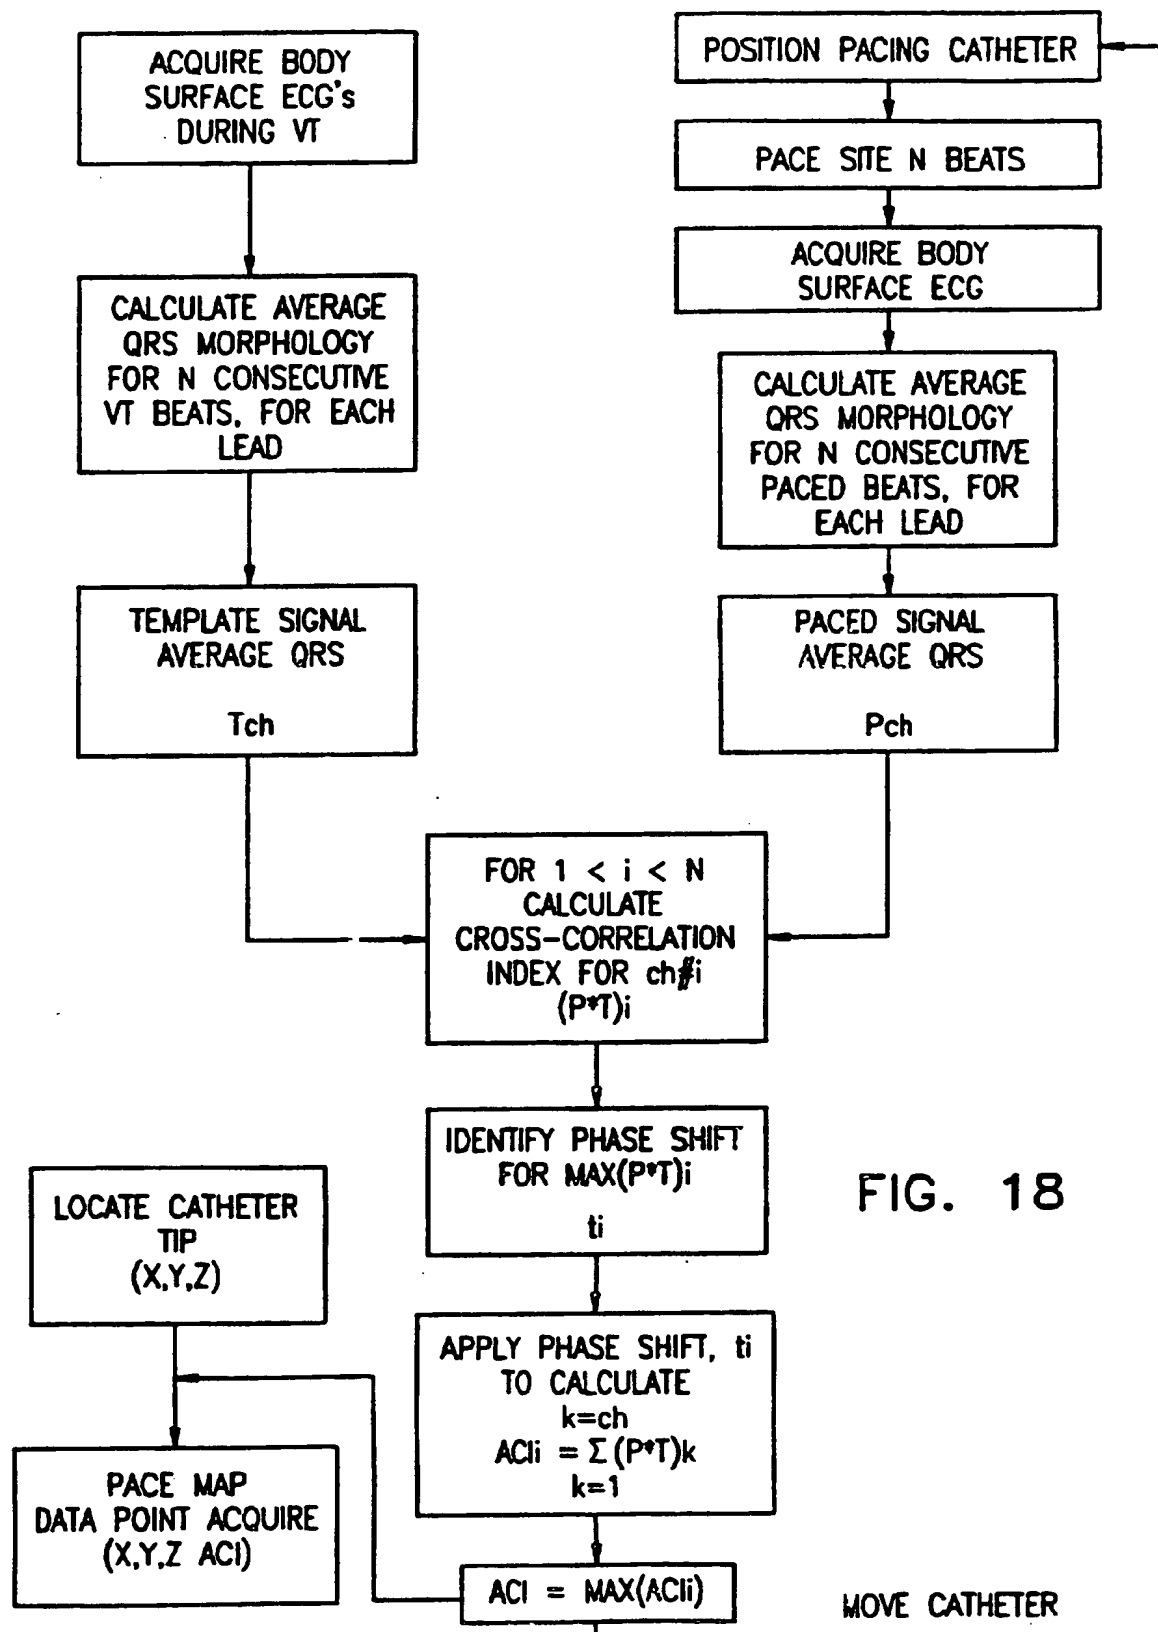 ACQUIRE BODY
SURFACE ECG's
DURING VT
CALCULATE AVERAGE
QRS MORPHOLOGY
FOR N CONSECUTIVE
VT BEATS, FOR EACH
LEAD
TEMPLATE SIGNAL
AVERAGE QRS
Tch
POSITION PACING CATHETER
PACE SITE N BEATS
ACQUIRE BODY
SURFACE ECG
CALCULATE AVERAGE
QRS MORPHOLOGY
FOR N CONSECUTIVE
PACED BEATS, FOR
EACH LEAD
PACED SIGNAL
AVERAGE QRS
Pch
FOR 1 < i < N
CALCULATE
CROSS-CORRELATION
INDEX FOR ch#i
(P*T)i
IDENTIFY PHASE SHIFT
FOR MAX(P*T)i
ti
FIG. 18
LOCATE CATHETER
TIP
(X,Y,Z)
APPLY PHASE SHIFT, ti
TO CALCULATE
k=ch
ACIi = Σ(P*T)k
k=1
PACE MAP
DATA POINT ACQUIRE
(X,Y,Z ACI)
ACI = MAX(ACIi)
MOVE CATHETER